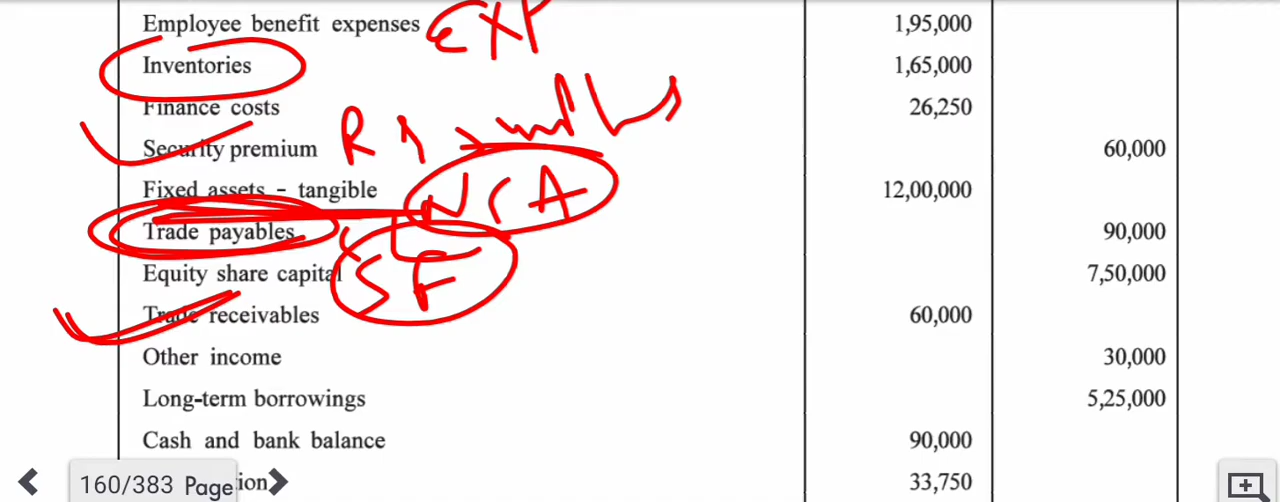 Employee benefit expenses EXP 1,95,000
Inventories 1,65,000
Finance costs 26,250
Security premium R & 60,000
Fixed assets - tangible NCA 12,00,000
Trade payables 90,000
Equity share capital SF 7,50,000
Trade receivables 60,000
Other income 30,000
Long-term borrowings 5,25,000
Cash and bank balance 90,000
160/383 Page ion 33,750